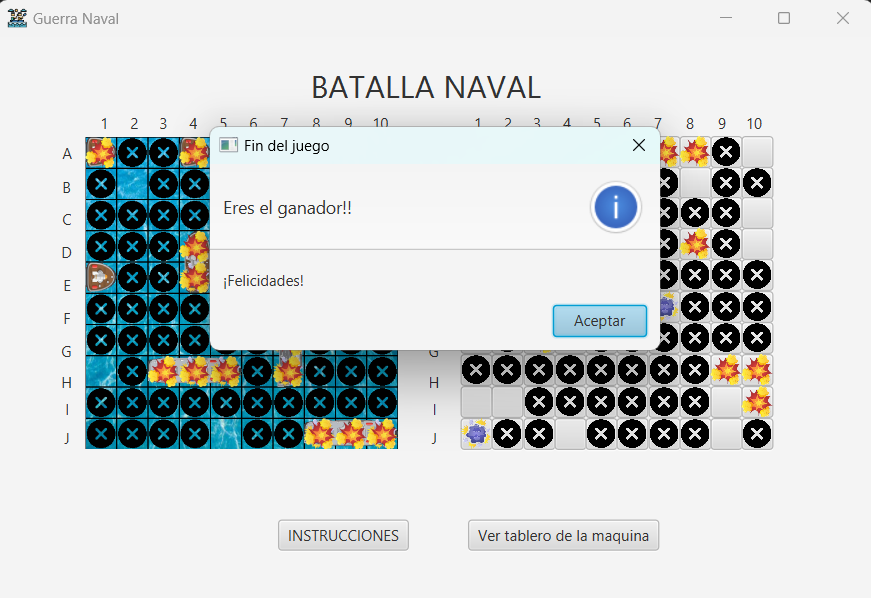 Guerra Naval
BATALLA NAVAL
1 2 3 4 5 6 7 8 9 10
1 2 3 4 5 6 7 8 9 10
Fin del juego
Eres el ganador!!
¡Felicidades!
Aceptar
A
B
C
D
E
F
G
H
I
J
G
H
I
J
INSTRUCCIONES
Ver tablero de la maquina